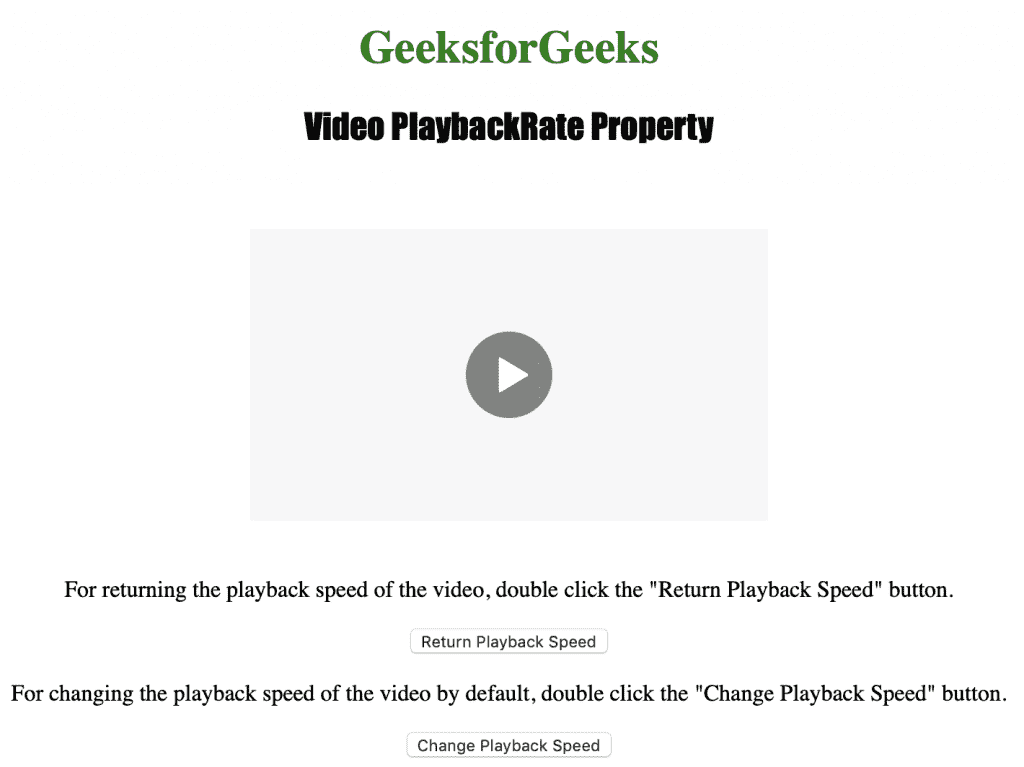 GeeksforGeeks
Video PlaybackRate Property
For returning the playback speed of the video, double click the "Return Playback Speed" button.
Return Playback Speed
For changing the playback speed of the video by default, double click the "Change Playback Speed" button.
Change Playback Speed